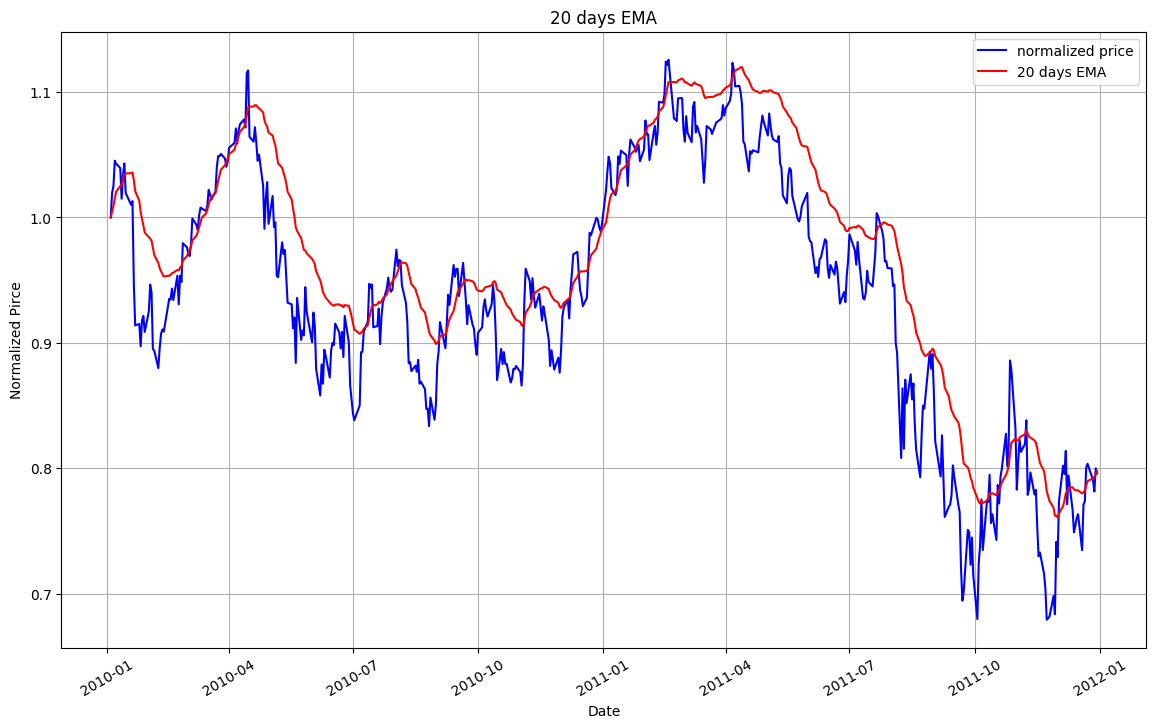 20 days EMA
normalized price
20 days EMA
Normalized Pirce
1.1
1.0
0.9
0.8
0.7
2010-01
2010-04
2010-07
2010-10
2011-01
2011-04
2011-07
2011-10
2012-01
Date